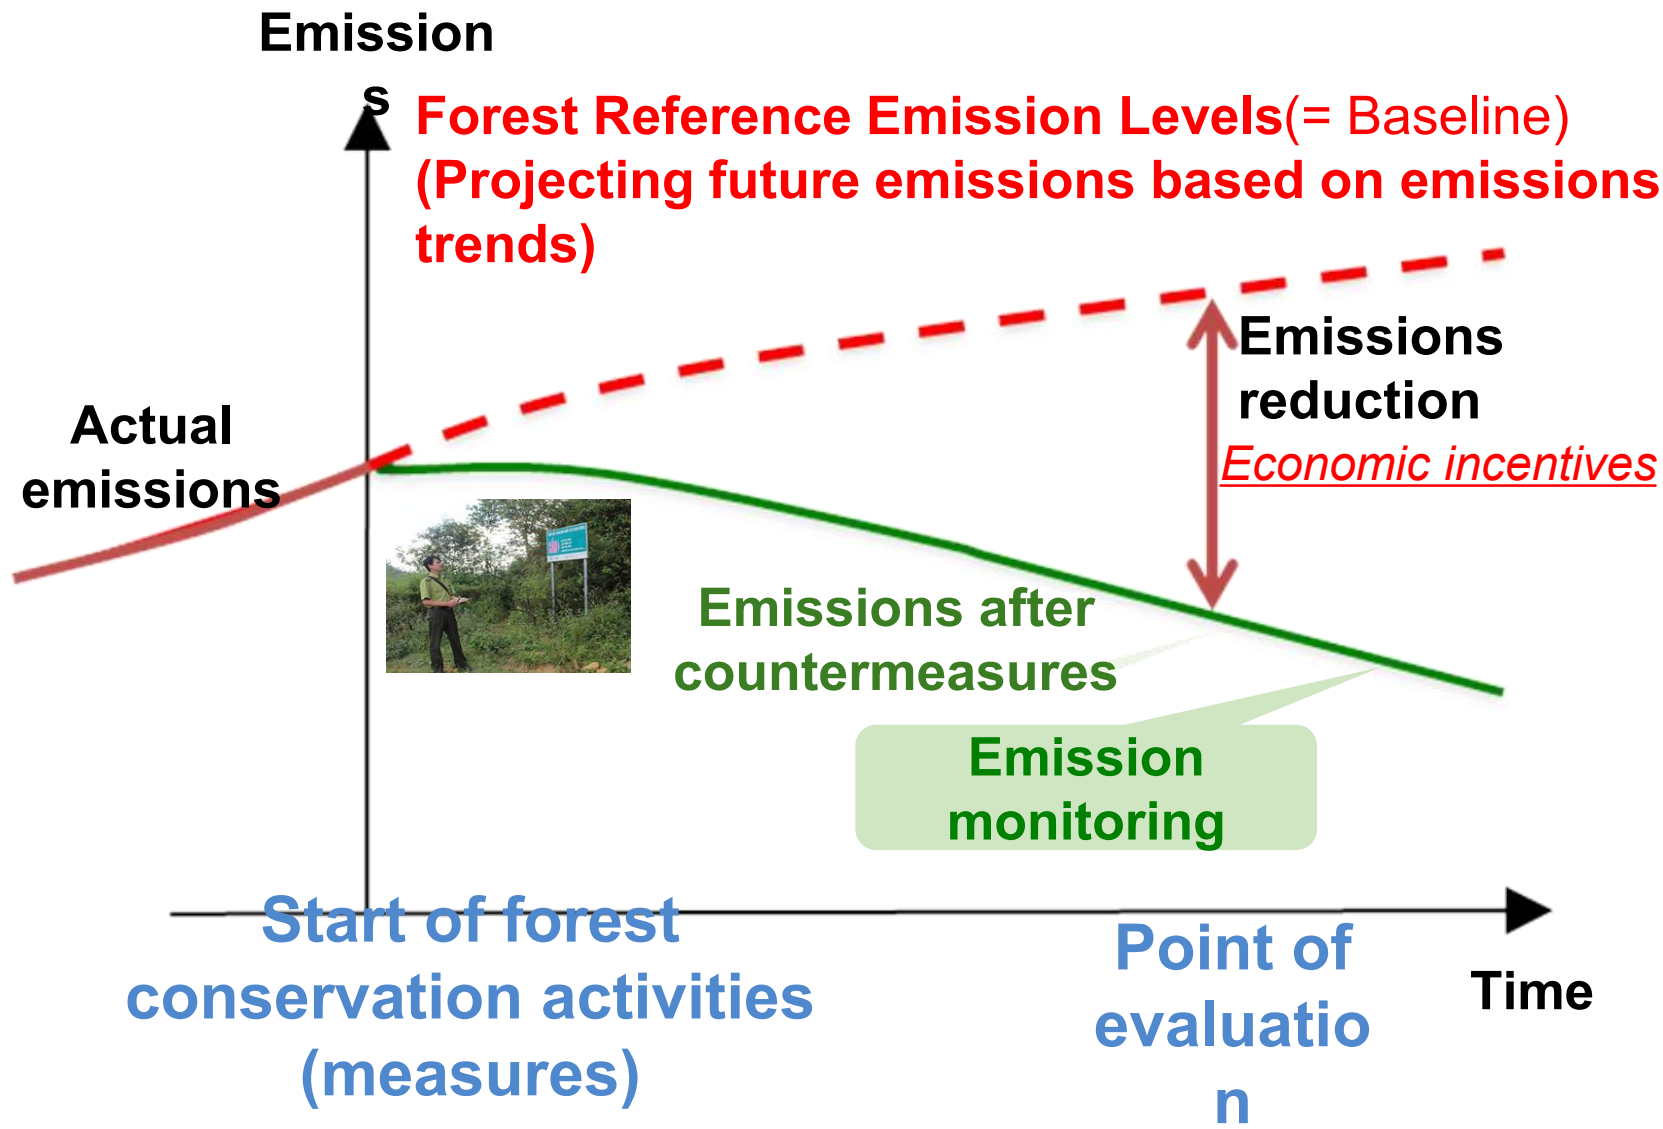 Emission
s
Forest Reference Emission Levels(= Baseline)
(Projecting future emissions based on emissions
trends)
Emissions
reduction
Economic incentives
Actual
emissions
Emissions after
countermeasures
Emission
monitoring
Start of forest
conservation activities
(measures)
Point of
evaluatio
n
Time